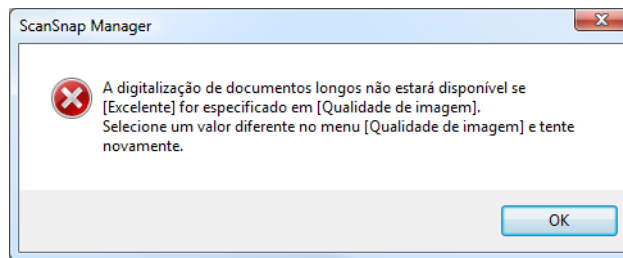 ScanSnap Manager
A digitalização de documentos longos não estará disponível se
[Excelente] for especificado em [Qualidade de imagem].
Selecione um valor diferente no menu [Qualidade de imagem] e tente
novamente.
OK